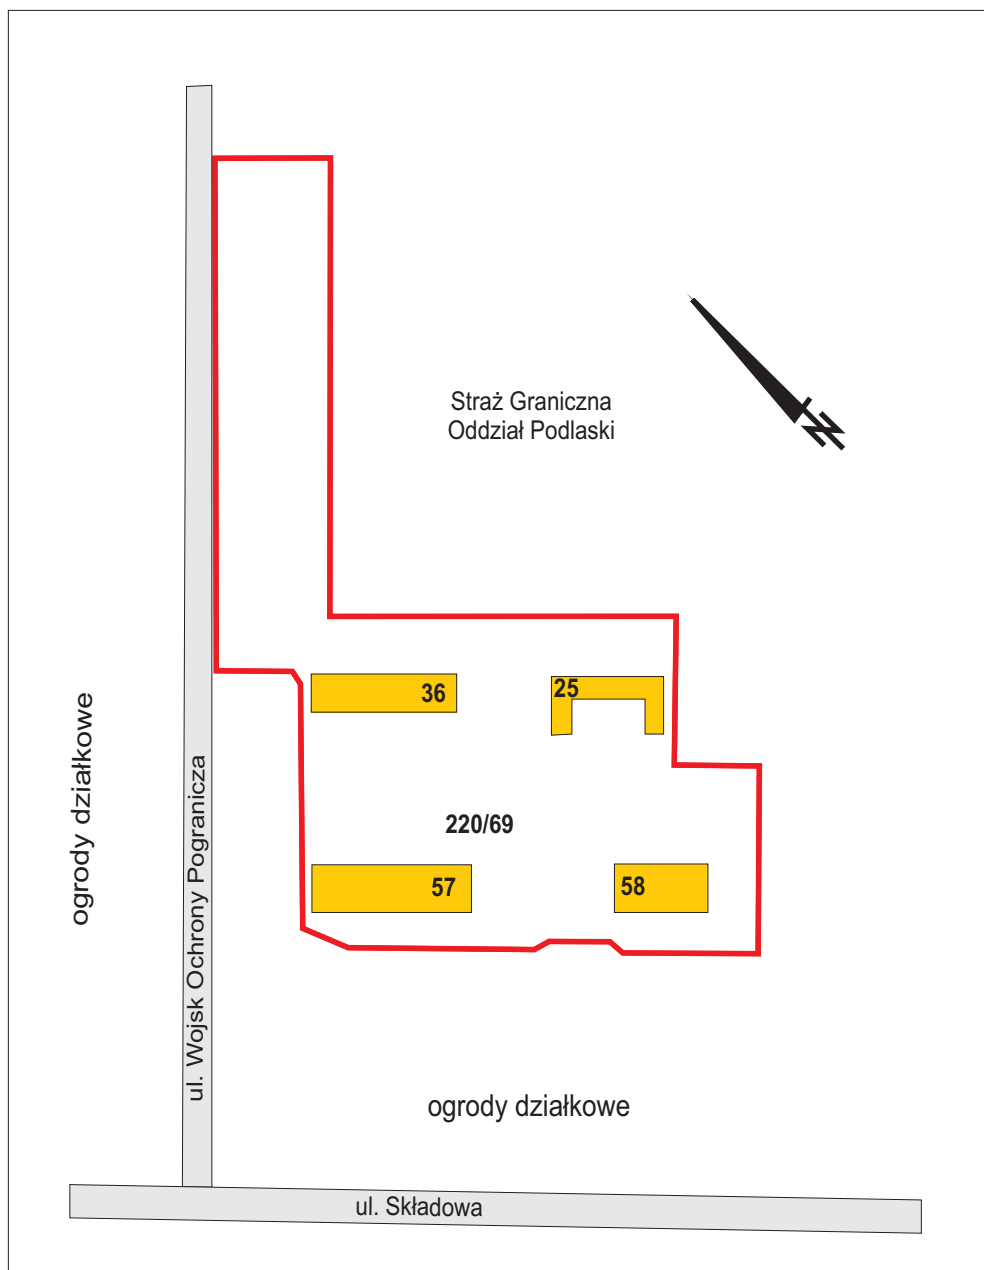 Straż Graniczna
Oddział Podlaski
N
36
25
ogrody działkowe
ul. Wojsk Ochrony Pogranicza
220/69
57
58
ogrody działkowe
ul. Składowa